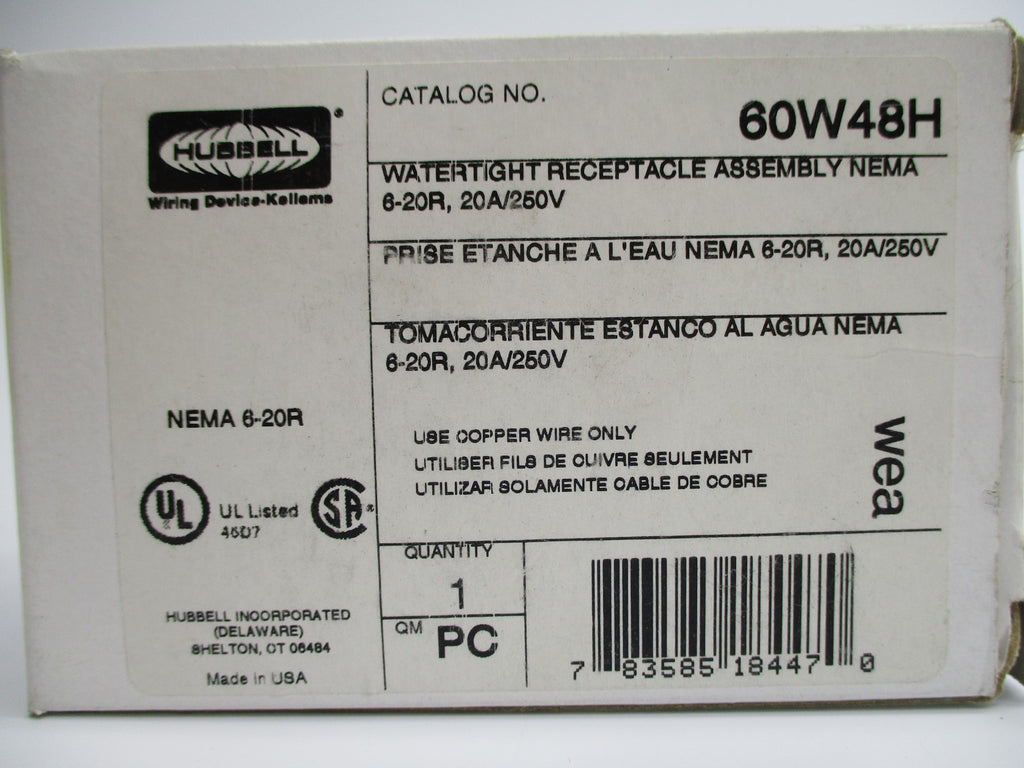 HUBBELL®
Wiring Device-Kellems
NEMA 6-20R
UL
UL Listed
46D7
SA
HUBBELL INCORPORATED
(DELAWARE)
SHELTON, CT 06484
Made in USA
CATALOG NO.
60W48H
WATERTIGHT RECEPTACLE ASSEMBLY NEMA
6-20R, 20A/250V
PRISE ETANCHE A L'EAU NEMA 6-20R, 20A/250V
TOMACORRIENTE ESTANCO AL AGUA NEMA
6-20R, 20A/250V
USE COPPER WIRE ONLY
UTILISER FILS DE CUIVRE SEULEMENT
UTILIZAR SOLAMENTE CABLE DE COBRE
wea
QUANTITY
1
QM PC
7 83585 18447 0